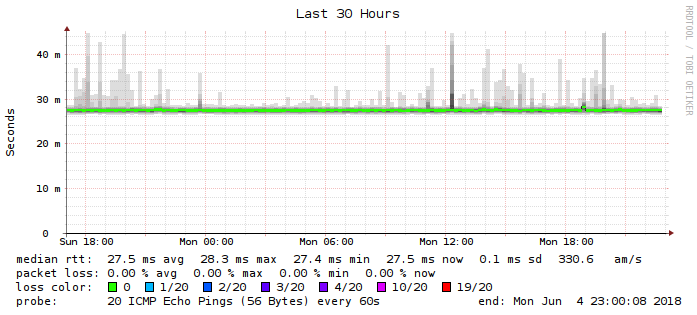 Last 30 Hours
RRDTOOL / TOBI OETIKER
Seconds
40 m
30 m
20 m
10 m
0
Sun 18:00 Mon 00:00 Mon 06:00 Mon 12:00 Mon 18:00
median rtt: 27.5 ms avg 28.3 ms max 27.4 ms min 27.5 ms now 0.1 ms sd 330.6 am/s
packet loss: 0.00 % avg 0.00 % max 0.00 % min 0.00 % now
loss color: 0 1/20 2/20 3/20 4/20 10/20 19/20
probe: 20 ICMP Echo Pings (56 Bytes) every 60s end: Mon Jun 4 23:00:08 2018